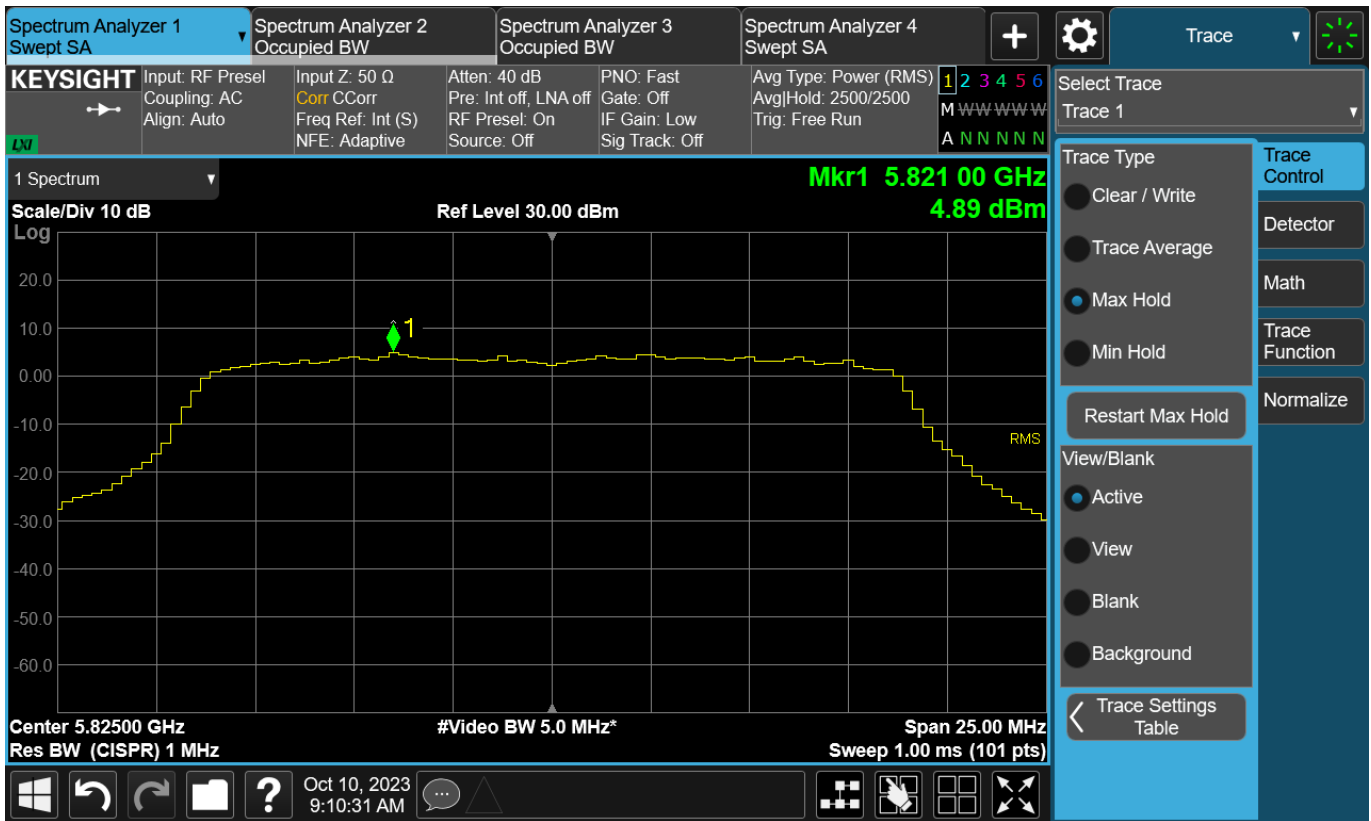 Spectrum Analyzer 1
Swept SA
Spectrum Analyzer 2
Occupied BW
Spectrum Analyzer 3
Occupied BW
Spectrum Analyzer 4
Swept SA
+
Trace
KEYSIGHT
LXI
Input: RF Presel
Coupling: AC
Align: Auto
Input Z: 50 Ω
Corr CCorr
Freq Ref: Int (S)
NFE: Adaptive
Atten: 40 dB
Pre: Int off, LNA off
RF Presel: On
Source: Off
PNO: Fast
Gate: Off
IF Gain: Low
Sig Track: Off
Avg Type: Power (RMS)
Avg|Hold: 2500/2500
Trig: Free Run
1 2 3 4 5 6
M W W W W W
A N N N N N
Select Trace
Trace 1
1 Spectrum
Scale/Div 10 dB
Log
Ref Level 30.00 dBm
Mkr1 5.821 00 GHz
4.89 dBm
20.0
10.0
0.00
-10.0
-20.0
-30.0
-40.0
-50.0
-60.0
1
RMS
Center 5.82500 GHz
Res BW (CISPR) 1 MHz
#Video BW 5.0 MHz*
Span 25.00 MHz
Sweep 1.00 ms (101 pts)
Trace Type
Clear / Write
Trace Average
Max Hold
Min Hold
Restart Max Hold
View/Blank
Active
View
Blank
Background
Trace Settings
Table
Trace
Control
Detector
Math
Trace
Function
Normalize
?
Oct 10, 2023
9:10:31 AM